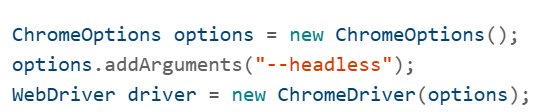 ChromeOptions options = new ChromeOptions();
options.addArguments("--headless");
WebDriver driver = new ChromeDriver(options);